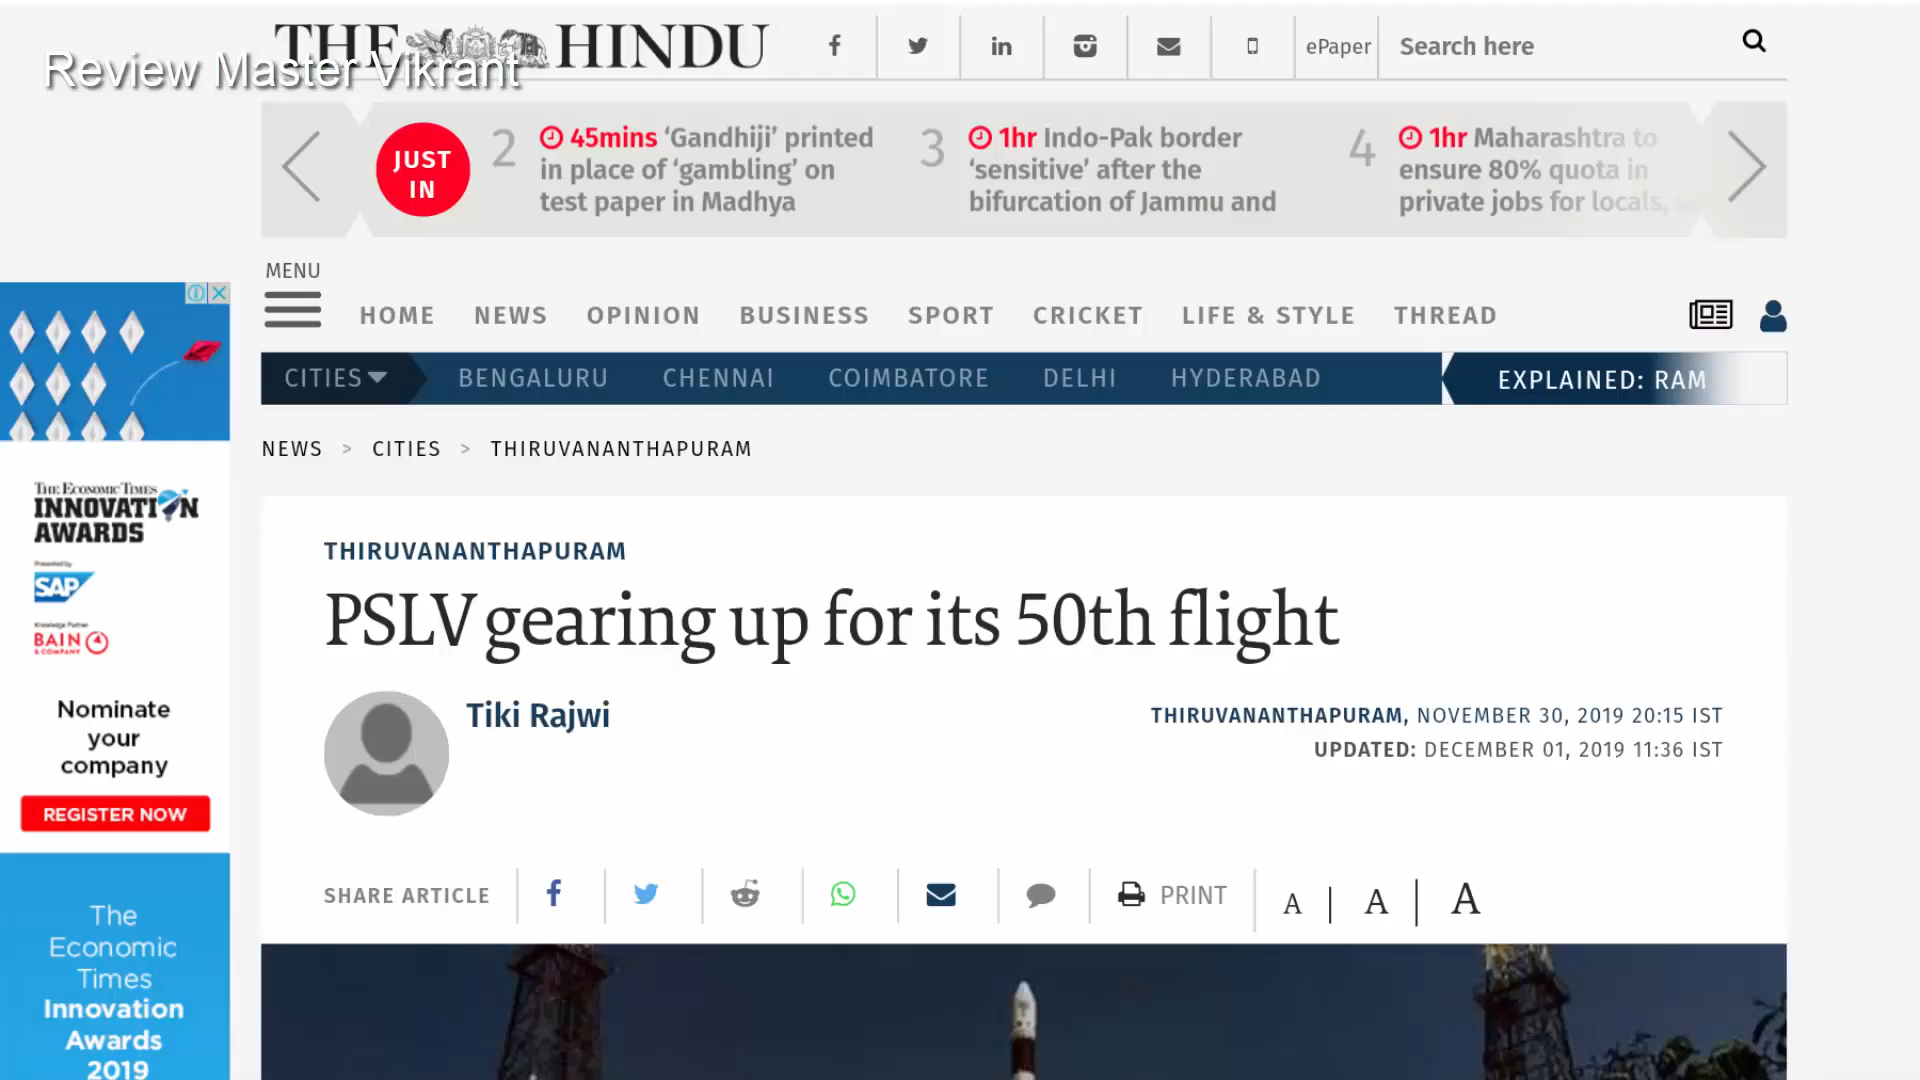 THE HINDU
Review Master Vikrant
ePaper
Search here
JUST
IN
2
45mins ‘Gandhiji’ printed
in place of ‘gambling’ on
test paper in Madhya
3
1hr Indo-Pak border
‘sensitive’ after the
bifurcation of Jammu and
4
1hr Maharashtra to
ensure 80% quota in
private jobs for locals,
MENU
HOME NEWS OPINION BUSINESS SPORT CRICKET LIFE & STYLE THREAD
CITIES BENGALURU CHENNAI COIMBATORE DELHI HYDERABAD EXPLAINED: RAM
NEWS > CITIES > THIRUVANANTHAPURAM
THIRUVANANTHAPURAM
PSLV gearing up for its 50th flight
Tiki Rajwi
THIRUVANANTHAPURAM, NOVEMBER 30, 2019 20:15 IST
UPDATED: DECEMBER 01, 2019 11:36 IST
SHARE ARTICLE
PRINT
A | A | A
THE ECONOMIC TIMES
INNOVATION
AWARDS
Presented by
SAP
Knowledge Partner
BAIN
& COMPANY
Nominate
your
company
REGISTER NOW
The
Economic
Times
Innovation
Awards
2019